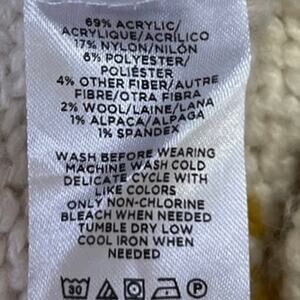 69% ACRYLIC/
ACRYLIQUE/ACRÍLICO
17% NYLON/NILÓN
6% POLYESTER/
POLIÉSTER
4% OTHER FIBER/AUTRE
FIBRE/OTRA FIBRA
2% WOOL/LAINE/LANA
1% ALPACA/ALPAGA
1% SPANDEX
WASH BEFORE WEARING
MACHINE WASH COLD
DELICATE CYCLE WITH
LIKE COLORS
ONLY NON-CHLORINE
BLEACH WHEN NEEDED
TUMBLE DRY LOW
COOL IRON WHEN
NEEDED
30 P